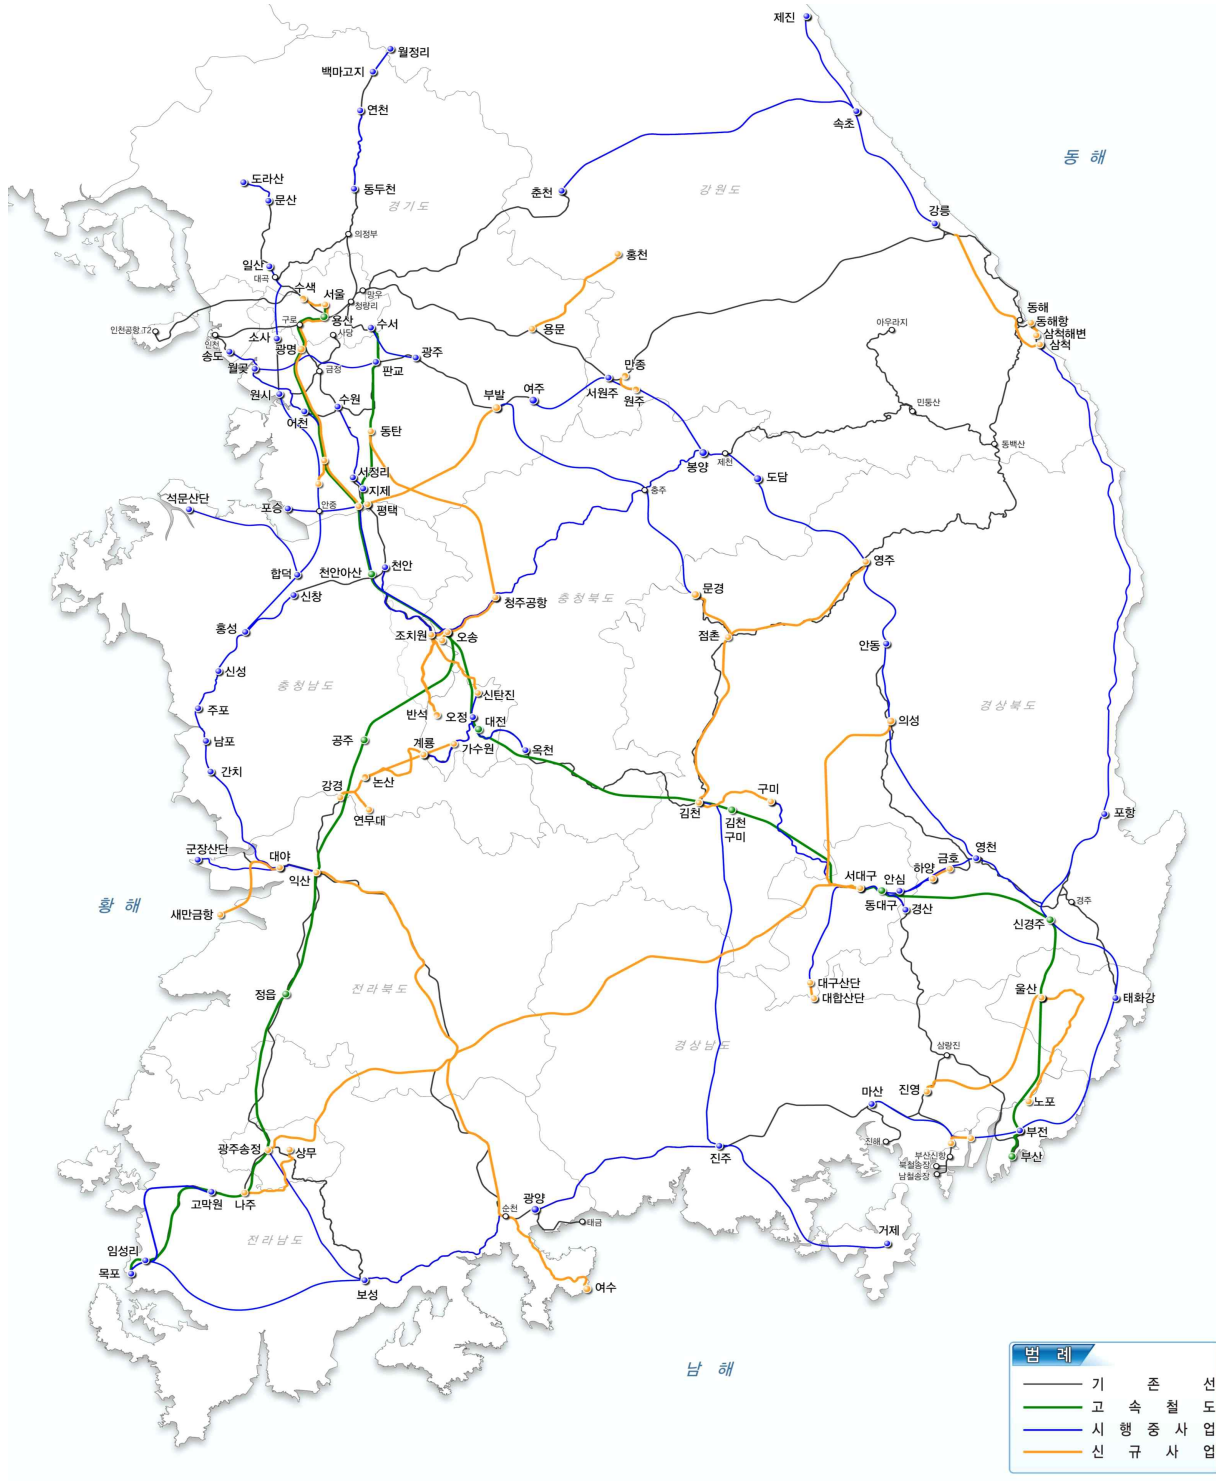 제진
월정리
백마고지
동해
연천
속초
도라산
동두천
춘천
강원도
문산
경기도
강릉
의정부
홍천
일산
대곡
수색
서울
망우
청량리
동해
동해항
삼척해변
삼척
인천공항 T2
구로
용산
수서
용문
아우라지
인천
소사
사당
송도
광명
광주
월곶
판교
만종
금정
서원주
원주
원시
수원
부발
여주
민둥산
어천
동탄
동백산
봉양
제천
서정리
도담
석문산단
지제
충주
포승
안중
평택
영주
합덕
천안아산
천안
신창
청주공항
충청북도
문경
홍성
조치원
오송
점촌
안동
신성
충청남도
신탄진
주포
반석
오정
대전
경상북도
의성
남포
공주
계룡
가수원
옥천
간치
논산
강경
연무대
구미
김천
김천
구미
포항
군장산단
대야
익산
서대구
안심
하양
금호
영천
황해
새만금항
동대구
경산
경주
신경주
정읍
전라북도
대구산단
대합산단
울산
태화강
경상남도
삼랑진
진영
마산
노포
부전
광주송정
상무
진주
진해
부산신항
북철송장
남철송장
부산
고막원
나주
순천
광양
태금
거제
전라남도
임성리
목포
보성
여수
남해
범례
기존선
고속철도
시행중사업
신규사업